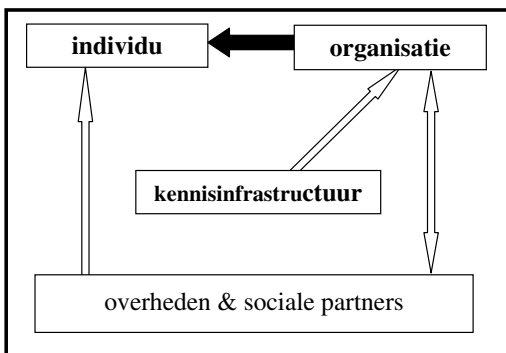 individu
organisatie
kennisinfrastructuur
overheden & sociale partners